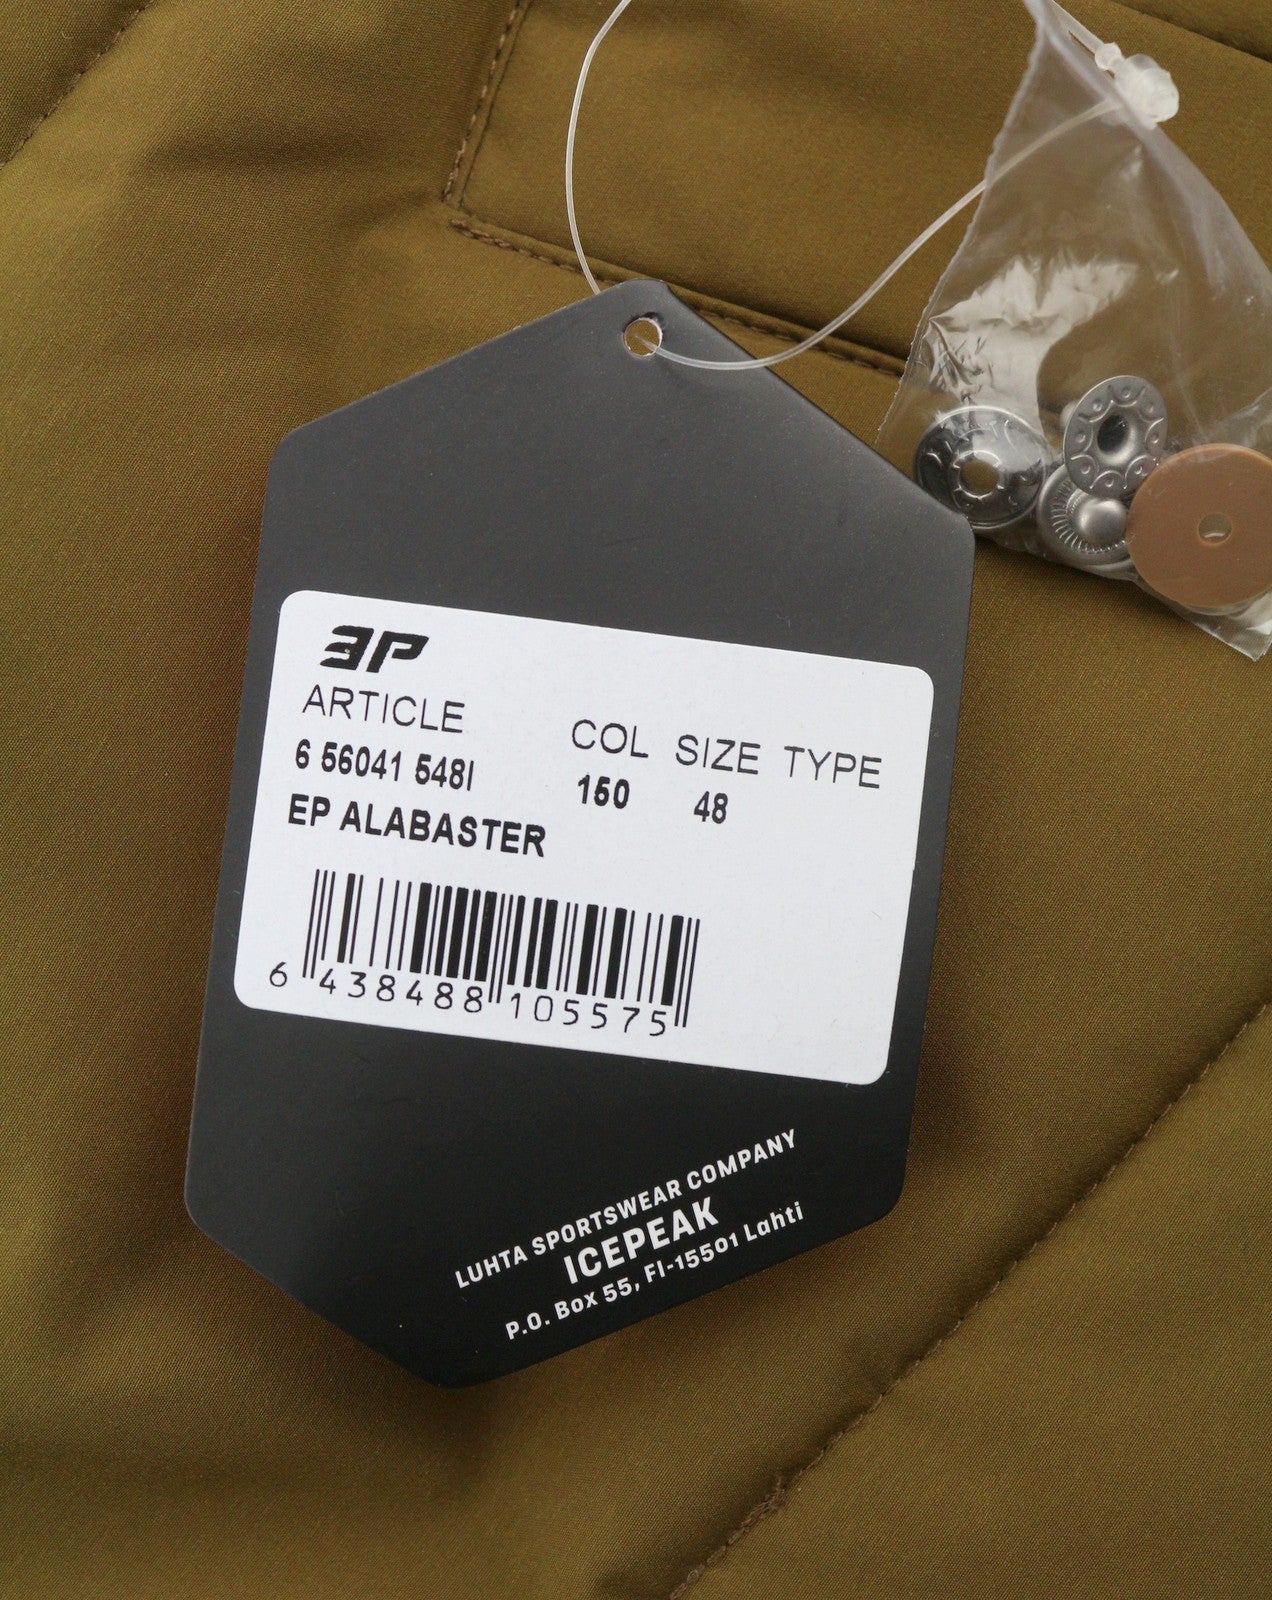 EP
ARTICLE COL SIZE TYPE
6 56041 548I 150 48
EP ALABASTER
6 438488 105575
LUHTA SPORTSWEAR COMPANY
ICEPEAK
P.O. Box 55, FI-15501 Lahti